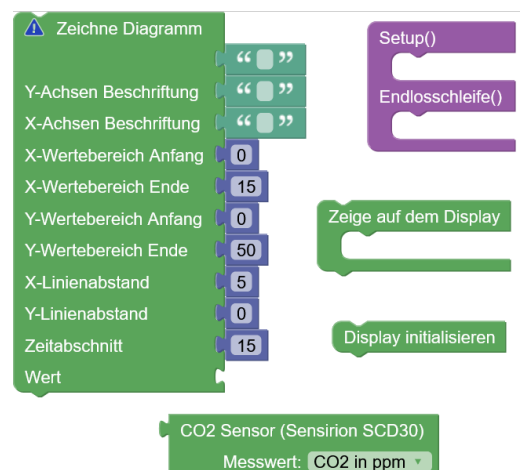 Zeichne Diagramm
“ ”
Y-Achsen Beschriftung “ ”
X-Achsen Beschriftung “ ”
X-Wertebereich Anfang 0
X-Wertebereich Ende 15
Y-Wertebereich Anfang 0
Y-Wertebereich Ende 50
X-Linienabstand 5
Y-Linienabstand 0
Zeitabschnitt 15
Wert
Setup()
Endlosschleife()
Zeige auf dem Display
Display initialisieren
CO2 Sensor (Sensirion SCD30)
Messwert: CO2 in ppm